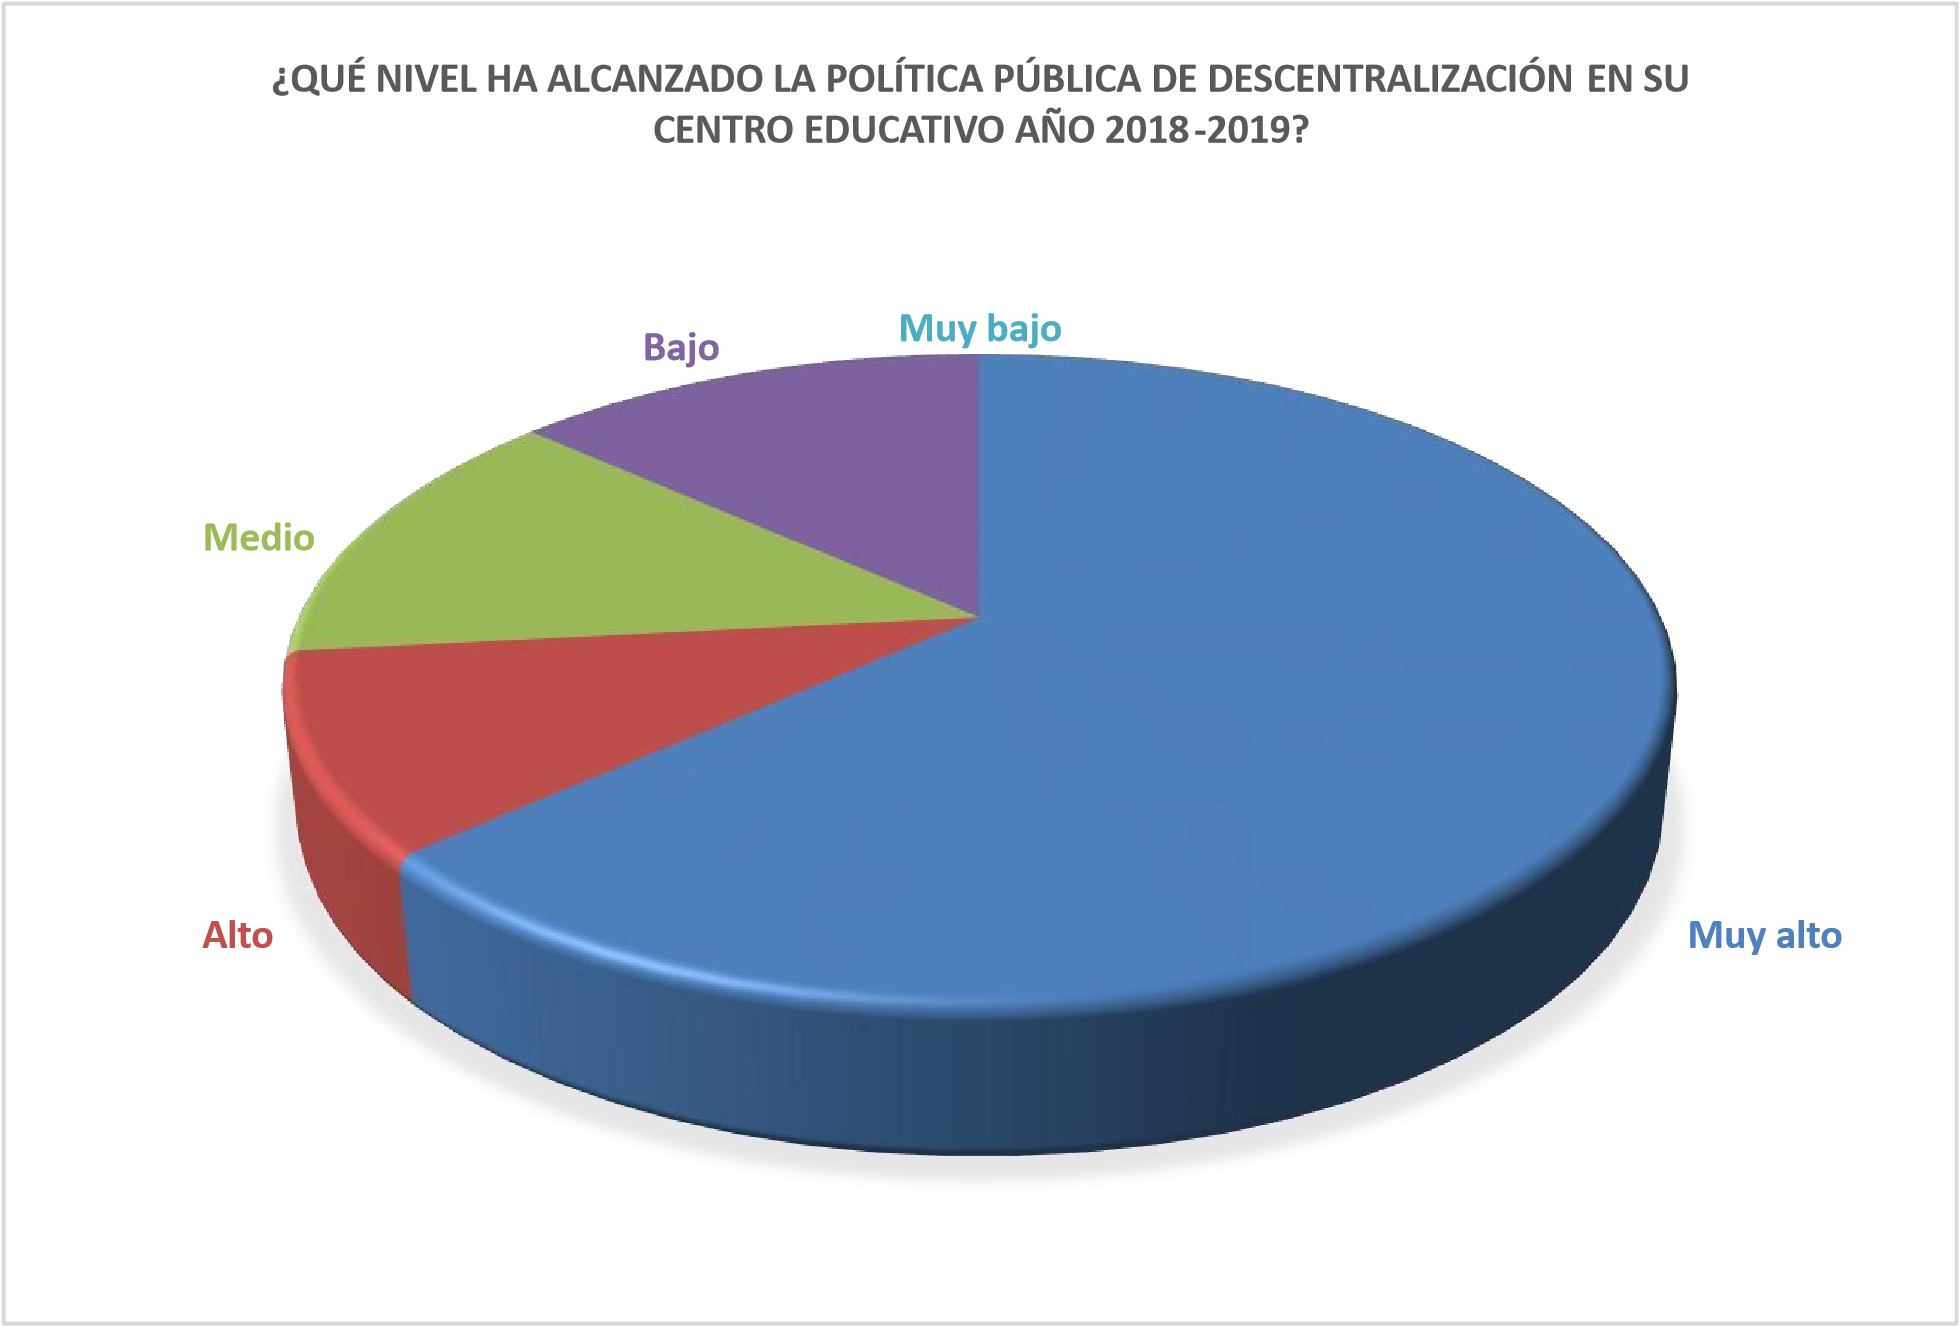 ¿QUÉ NIVEL HA ALCANZADO LA POLÍTICA PÚBLICA DE DESCENTRALIZACIÓN EN SU
CENTRO EDUCATIVO AÑO 2018-2019?
Muy bajo
Bajo
Medio
Alto
Muy alto